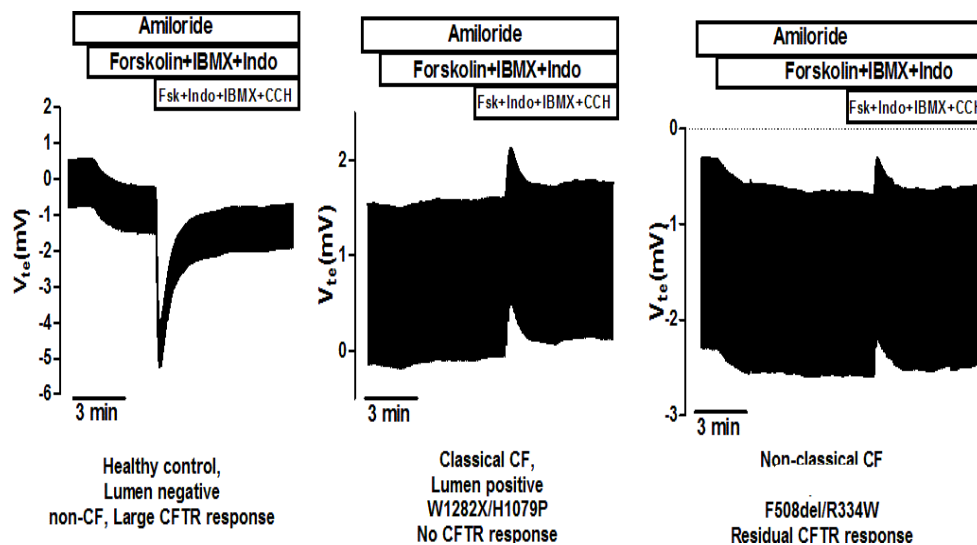 Amiloride
Forskolin+IBMX+Indo
Fsk+Indo+IBMX+CCH
2
1
0
-1
-2
-3
-4
-5
-6
Vte(mV)
3 min
Healthy control,
Lumen negative
non-CF, Large CFTR response
Amiloride
Forskolin+IBMX+Indo
Fsk+Indo+IBMX+CCH
2
1
0
Vte(mV)
3 min
Classical CF,
Lumen positive
W1282X/H1079P
No CFTR response
Amiloride
Forskolin+IBMX+Indo
Fsk+Indo+IBMX+CCH
0
-1
-2
-3
Vte(mV)
3 min
Non-classical CF
F508del/R334W
Residual CFTR response